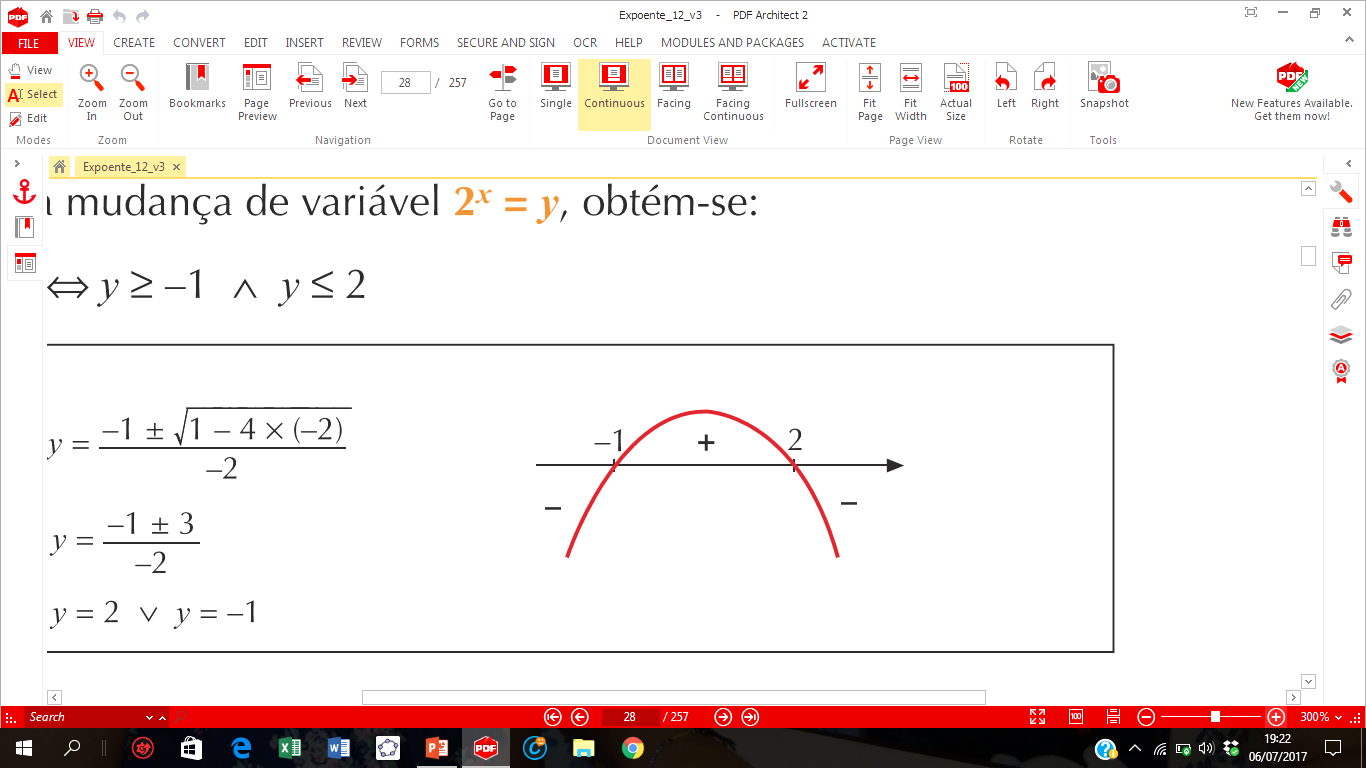 Expoente_12_v3 - PDF Architect 2
FILE VIEW CREATE CONVERT EDIT INSERT REVIEW FORMS SECURE AND SIGN OCR HELP MODULES AND PACKAGES ACTIVATE
View
Select
Edit
Modes
Zoom In
Zoom Out
Zoom
Bookmarks
Page Preview
Previous
Next
28 / 257
Go to Page
Navigation
Single
Continuous
Facing
Facing Continuous
Document View
Fullscreen
Fit Page
Fit Width
100
Actual Size
Page View
Left
Right
Rotate
Snapshot
Tools
PDF
NEW
New Features Available.
Get them now!
Expoente_12_v3 ×
a mudança de variável 2^x = y, obtém-se:
⇔ y ≥ –1 ∧ y ≤ 2
y = (–1 ± √(1 – 4 × (–2))) / –2
y = (–1 ± 3) / –2
y = 2 ∨ y = –1
–1 + 2
– –
Search
28 / 257
100
300%
PDF
19:22
06/07/2017